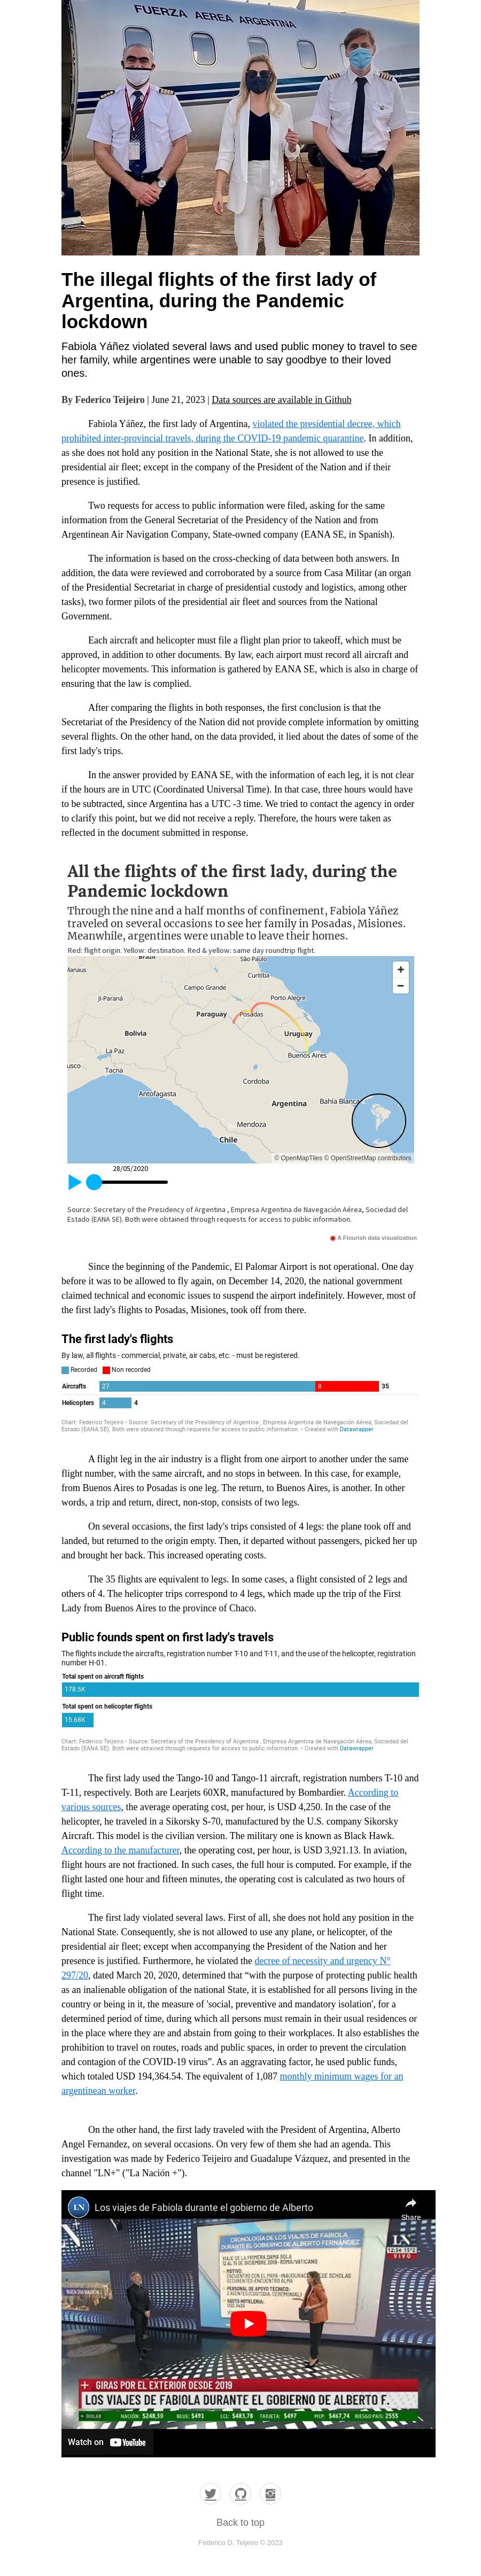 FUERZA AEREA ARGENTINA
The illegal flights of the first lady of
Argentina, during the Pandemic
lockdown
Fabiola Yáñez violated several laws and used public money to travel to see
her family, while argentines were unable to say goodbye to their loved
ones.
By Federico Teijeiro | June 21, 2023 | Data sources are available in Github
Fabiola Yáñez, the first lady of Argentina, violated the presidential decree, which
prohibited inter-provincial travels, during the COVID-19 pandemic quarantine. In addition,
as she does not hold any position in the National State, she is not allowed to use the
presidential air fleet; except in the company of the President of the Nation and if their
presence is justified.
Two requests for access to public information were filed, asking for the same
information from the General Secretariat of the Presidency of the Nation and from
Argentinean Air Navigation Company, State-owned company (EANA SE, in Spanish).
The information is based on the cross-checking of data between both answers. In
addition, the data were reviewed and corroborated by a source from Casa Militar (an organ
of the Presidential Secretariat in charge of presidential custody and logistics, among other
tasks), two former pilots of the presidential air fleet and sources from the National
Government.
Each aircraft and helicopter must file a flight plan prior to takeoff, which must be
approved, in addition to other documents. By law, each airport must record all aircraft and
helicopter movements. This information is gathered by EANA SE, which is also in charge of
ensuring that the law is complied.
After comparing the flights in both responses, the first conclusion is that the
Secretariat of the Presidency of the Nation did not provide complete information by omitting
several flights. On the other hand, on the data provided, it lied about the dates of some of the
first lady's trips.
In the answer provided by EANA SE, with the information of each leg, it is not clear
if the hours are in UTC (Coordinated Universal Time). In that case, three hours would have
to be subtracted, since Argentina has a UTC -3 time. We tried to contact the agency in order
to clarify this point, but we did not receive a reply. Therefore, the hours were taken as
reflected in the document submitted in response.
All the flights of the first lady, during the
Pandemic lockdown
Through the nine and a half months of confinement, Fabiola Yáñez
traveled on several occasions to see her family in Posadas, Misiones.
Meanwhile, argentines were unable to leave their homes.
Red: flight origin. Yellow: destination. Red & yellow: same day roundtrip flight.
Brazil
São Paulo
Manaus
Curitiba
Campo Grande
Ji-Paraná
Porto Alegre
Paraguay
Posadas
Bolivia
Uruguay
La Paz
Buenos Aires
usco
Tacna
Cordoba
Antofagasta
Argentina
Bahía Blanca
Mendoza
Chile
© OpenMapTiles © OpenStreetMap contributors
28/05/2020
Source: Secretary of the Presidency of Argentina , Empresa Argentina de Navegación Aérea, Sociedad del
Estado (EANA SE). Both were obtained through requests for access to public information.
A Flourish data visualization
Since the beginning of the Pandemic, El Palomar Airport is not operational. One day
before it was to be allowed to fly again, on December 14, 2020, the national government
claimed technical and economic issues to suspend the airport indefinitely. However, most of
the first lady's flights to Posadas, Misiones, took off from there.
The first lady's flights
By law, all flights - commercial, private, air cabs, etc. - must be registered.
Recorded Non recorded
Aircrafts 27 8 35
Helicopters 4 4
Chart: Federico Teijeiro • Source: Secretary of the Presidency of Argentina , Empresa Argentina de Navegación Aérea, Sociedad del
Estado (EANA SE). Both were obtained through requests for access to public information. • Created with Datawrapper
A flight leg in the air industry is a flight from one airport to another under the same
flight number, with the same aircraft, and no stops in between. In this case, for example,
from Buenos Aires to Posadas is one leg. The return, to Buenos Aires, is another. In other
words, a trip and return, direct, non-stop, consists of two legs.
On several occasions, the first lady's trips consisted of 4 legs: the plane took off and
landed, but returned to the origin empty. Then, it departed without passengers, picked her up
and brought her back. This increased operating costs.
The 35 flights are equivalent to legs. In some cases, a flight consisted of 2 legs and
others of 4. The helicopter trips correspond to 4 legs, which made up the trip of the First
Lady from Buenos Aires to the province of Chaco.
Public founds spent on first lady's travels
The flights include the aircrafts, registration number T-10 and T-11, and the use of the helicopter, registration
number H-01.
Total spent on aircraft flights
178.5K
Total spent on helicopter flights
15.68K
Chart: Federico Teijeiro • Source: Secretary of the Presidency of Argentina , Empresa Argentina de Navegación Aérea, Sociedad del
Estado (EANA SE). Both were obtained through requests for access to public information. • Created with Datawrapper
The first lady used the Tango-10 and Tango-11 aircraft, registration numbers T-10 and
T-11, respectively. Both are Learjets 60XR, manufactured by Bombardier. According to
various sources, the average operating cost, per hour, is USD 4,250. In the case of the
helicopter, he traveled in a Sikorsky S-70, manufactured by the U.S. company Sikorsky
Aircraft. This model is the civilian version. The military one is known as Black Hawk.
According to the manufacturer, the operating cost, per hour, is USD 3,921.13. In aviation,
flight hours are not fractioned. In such cases, the full hour is computed. For example, if the
flight lasted one hour and fifteen minutes, the operating cost is calculated as two hours of
flight time.
The first lady violated several laws. First of all, she does not hold any position in the
National State. Consequently, she is not allowed to use any plane, or helicopter, of the
presidential air fleet; except when accompanying the President of the Nation and her
presence is justified. Furthermore, he violated the decree of necessity and urgency N°
297/20, dated March 20, 2020, determined that “with the purpose of protecting public health
as an inalienable obligation of the national State, it is established for all persons living in the
country or being in it, the measure of 'social, preventive and mandatory isolation', for a
determined period of time, during which all persons must remain in their usual residences or
in the place where they are and abstain from going to their workplaces. It also establishes the
prohibition to travel on routes, roads and public spaces, in order to prevent the circulation
and contagion of the COVID-19 virus”. As an aggravating factor, he used public funds,
which totaled USD 194,364.54. The equivalent of 1,087 monthly minimum wages for an
argentinean worker.
On the other hand, the first lady traveled with the President of Argentina, Alberto
Angel Fernandez, on several occasions. On very few of them she had an agenda. This
investigation was made by Federico Teijeiro and Guadalupe Vázquez, and presented in the
channel "LN+" ("La Nación +").
LN
Los viajes de Fabiola durante el gobierno de Alberto
Share
CRONOLOGÍA DE LOS VIAJES DE FABIOLA
DURANTE EL GOBIERNO DE ALBERTO FERNÁNDEZ
VIAJE DE LA PRIMERA DAMA SOLA
LN
12:34 15°2
VIVO
GIRAS POR EL EXTERIOR DESDE 2019
LOS VIAJES DE FABIOLA DURANTE EL GOBIERNO DE ALBERTO F.
DOLAR NACIÓN: $248,50 BLUE: $491 CCL: $483,78 TARJETA: $497 MEP: $467,74 RIESGO PAÍS: 2555
Watch on YouTube
Back to top
Federico D. Teijeiro © 2023